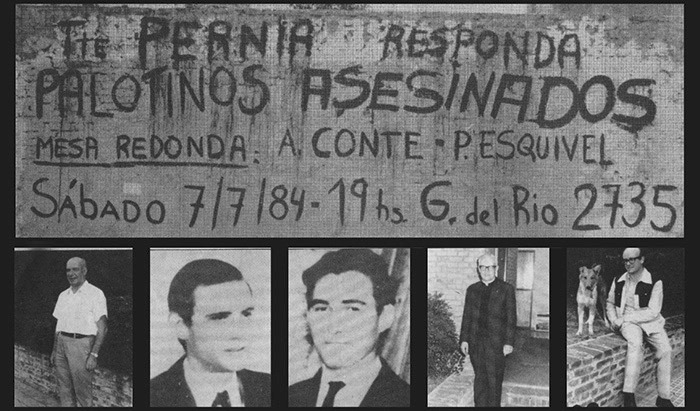 Tte PERNIA RESPONDA
PALOTINOS ASESINADOS
MESA REDONDA: A. CONTE - P. ESQUIVEL
SÁBADO 7/7/84 - 19 hs. G. del Rio 2735